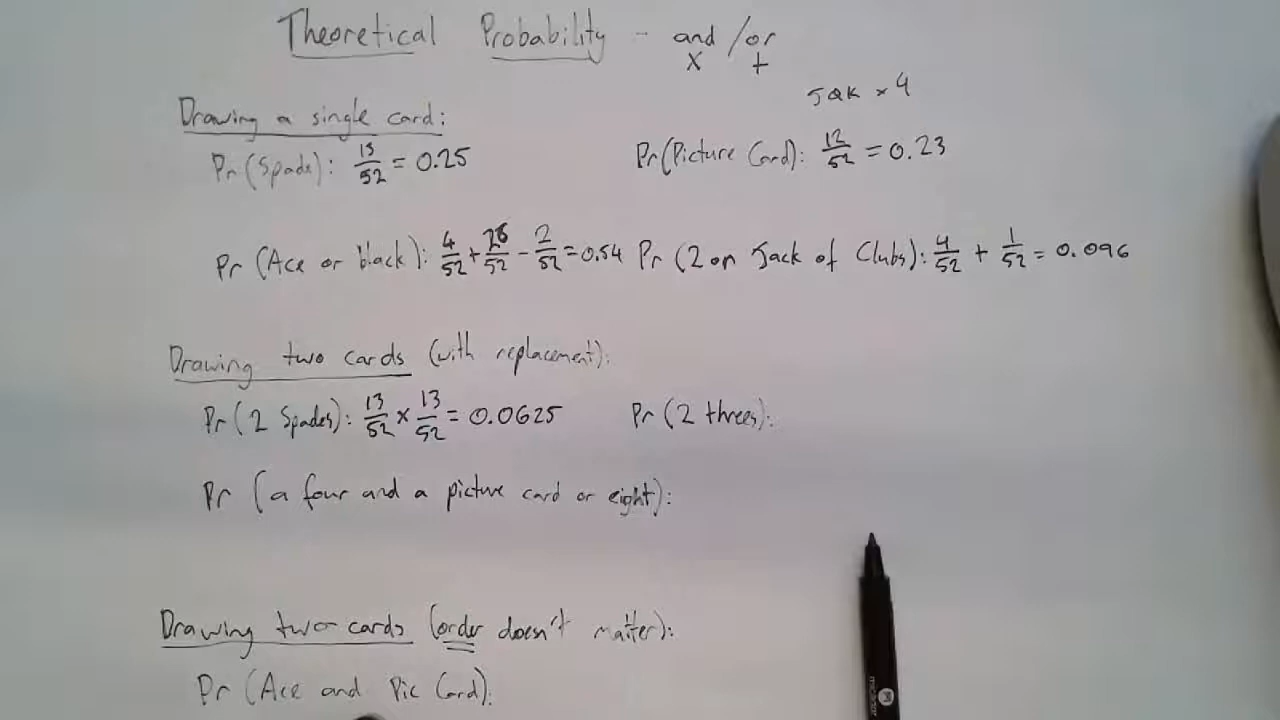 Theoretical Probability - and / or
x +
JQK × 4
Drawing a single card:
Pr (Spade): 13/52 = 0.25 Pr (Picture Card): 12/52 = 0.23
Pr (Ace or black): 4/52 + 26/52 - 2/52 = 0.54 Pr (2 or Jack of Clubs): 4/52 + 1/52 = 0.096
Drawing two cards (with replacement):
Pr (2 Spades): 13/52 × 13/52 = 0.0625 Pr (2 threes):
Pr (a four and a picture card or eight):
Drawing two cards (order doesn't matter):
Pr (Ace and Pic Card):